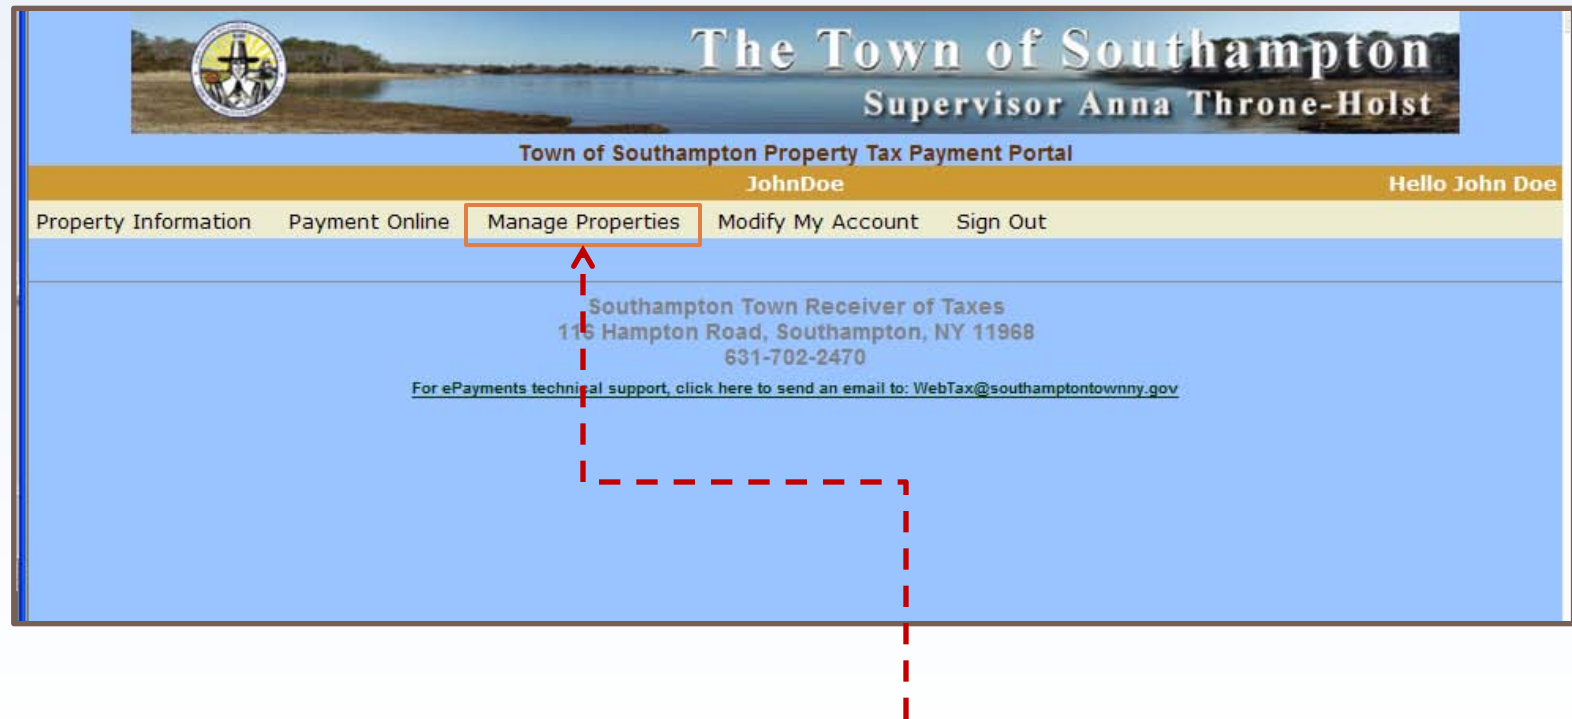 The Town of Southampton
Supervisor Anna Throne-Holst
Town of Southampton Property Tax Payment Portal
JohnDoe Hello John Doe
Property Information Payment Online Manage Properties Modify My Account Sign Out
Southampton Town Receiver of Taxes
116 Hampton Road, Southampton, NY 11968
631-702-2470
For ePayments technical support, click here to send an email to: WebTax@southamptontownny.gov